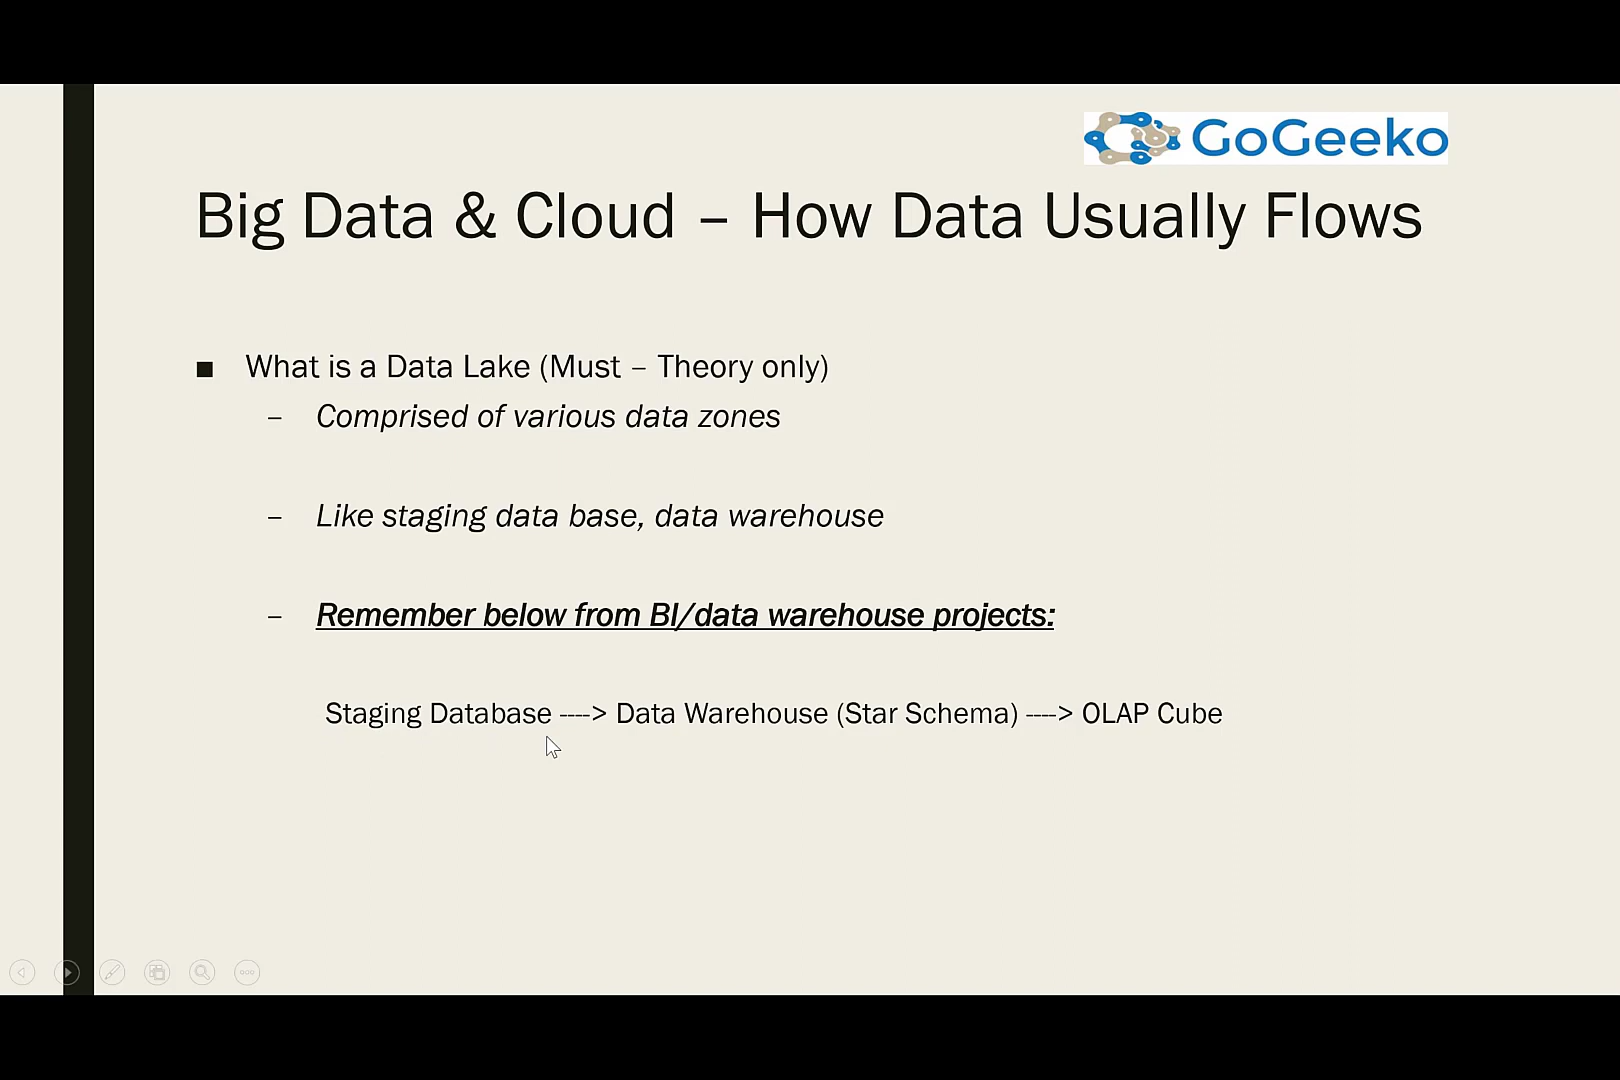 GoGeeko
Big Data & Cloud – How Data Usually Flows
■ What is a Data Lake (Must – Theory only)
– Comprised of various data zones
– Like staging data base, data warehouse
– Remember below from BI/data warehouse projects:
Staging Database ----> Data Warehouse (Star Schema) ----> OLAP Cube